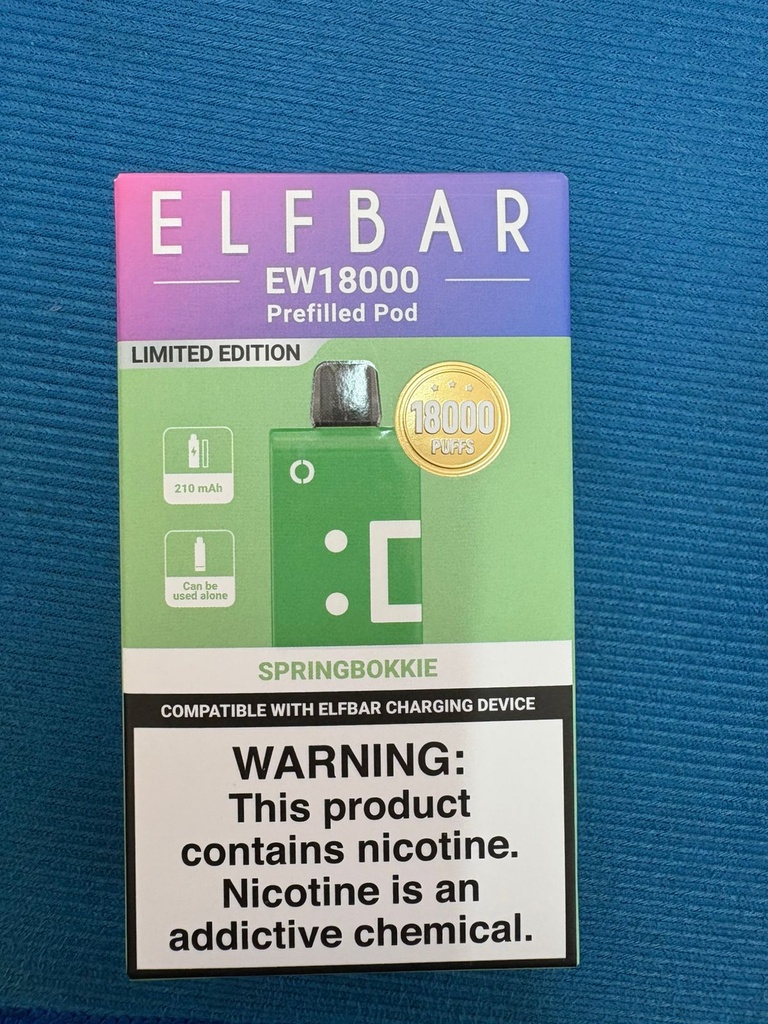 ELFBAR
EW18000
Prefilled Pod
LIMITED EDITION
18000
PUFFS
210 mAh
Can be
used alone
SPRINGBOKKIE
COMPATIBLE WITH ELFBAR CHARGING DEVICE
WARNING:
This product
contains nicotine.
Nicotine is an
addictive chemical.